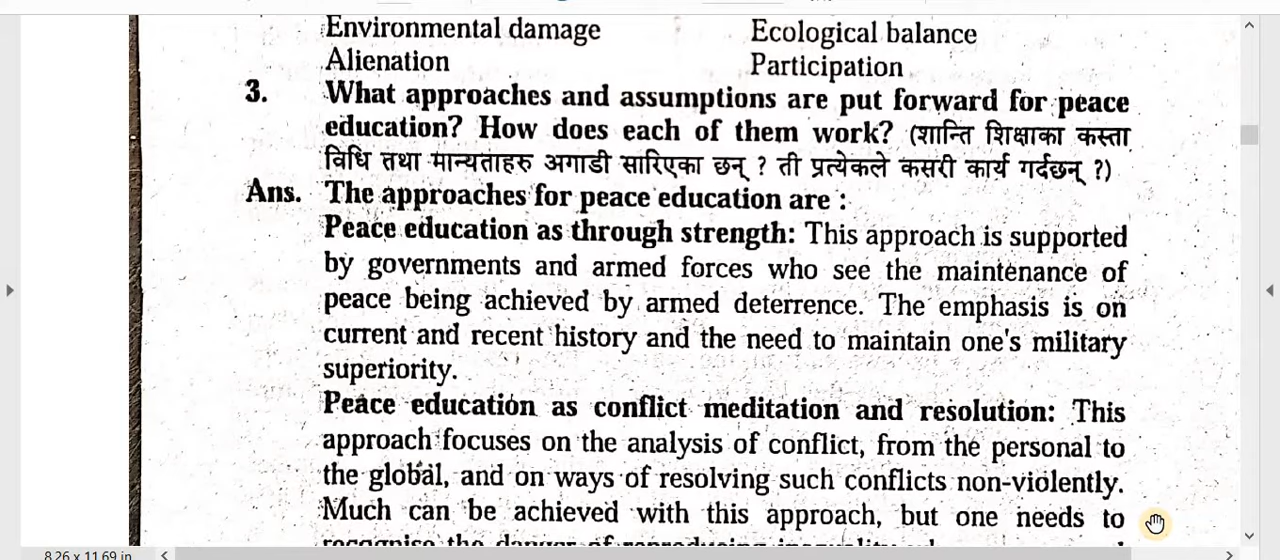 Environmental damage Ecological balance
Alienation Participation
3. What approaches and assumptions are put forward for peace
education? How does each of them work? (शान्ति शिक्षाका कस्ता
विधि तथा मान्यताहरु अगाडी सारिएका छन् ? ती प्रत्येकले कसरी कार्य गर्दछन् ?)
Ans. The approaches for peace education are :
Peace education as through strength: This approach is supported
by governments and armed forces who see the maintenance of
peace being achieved by armed deterrence. The emphasis is on
current and recent history and the need to maintain one's military
superiority.
Peace education as conflict meditation and resolution: This
approach focuses on the analysis of conflict, from the personal to
the global, and on ways of resolving such conflicts non-violently.
Much can be achieved with this approach, but one needs to
recognise the danger of reproducing inequality
8.26 x 11.69 in